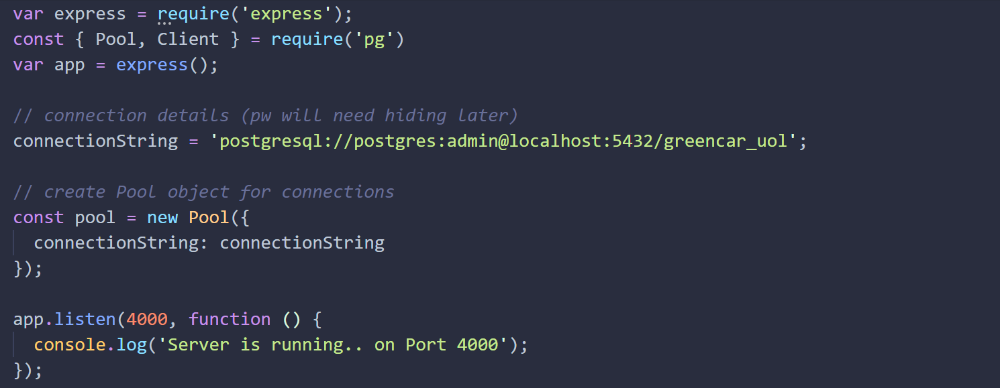 var express = require('express');
const { Pool, Client } = require('pg')
var app = express();
// connection details (pw will need hiding later)
connectionString = 'postgresql://postgres:admin@localhost:5432/greencar_uol';
// create Pool object for connections
const pool = new Pool({
  connectionString: connectionString
});
app.listen(4000, function () {
  console.log('Server is running.. on Port 4000');
});